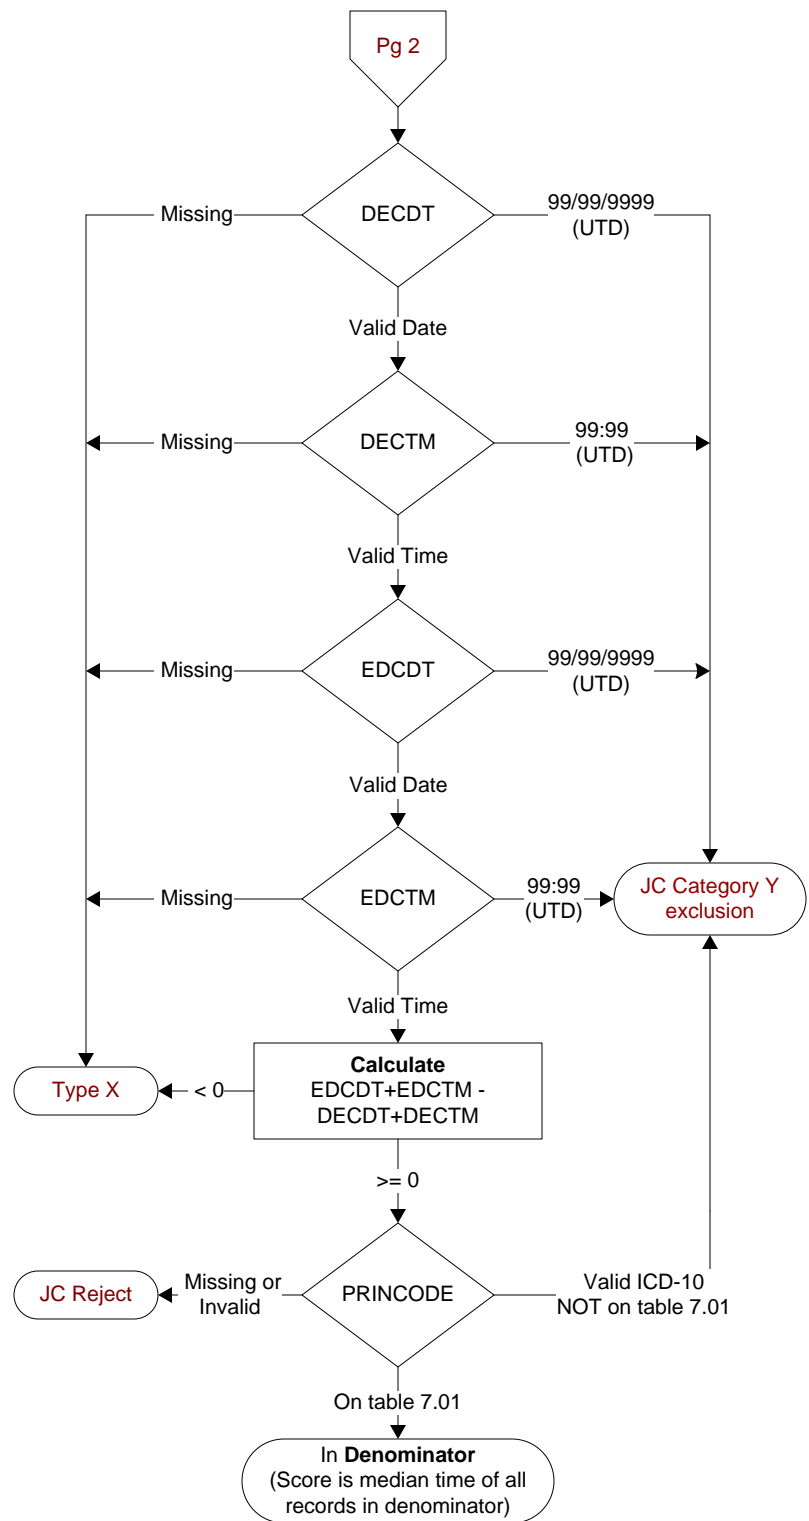 Pg 2
Missing
DECDT
99/99/9999
(UTD)
Valid Date
Missing
DECTM
99:99
(UTD)
Valid Time
Missing
EDCDT
99/99/9999
(UTD)
Valid Date
Missing
EDCTM
99:99
(UTD)
JC Category Y
exclusion
Valid Time
Type X
< 0
Calculate
EDCDT+EDCTM -
DECDT+DECTM
>= 0
JC Reject
Missing or
Invalid
PRINCODE
Valid ICD-10
NOT on table 7.01
On table 7.01
In Denominator
(Score is median time of all
records in denominator)